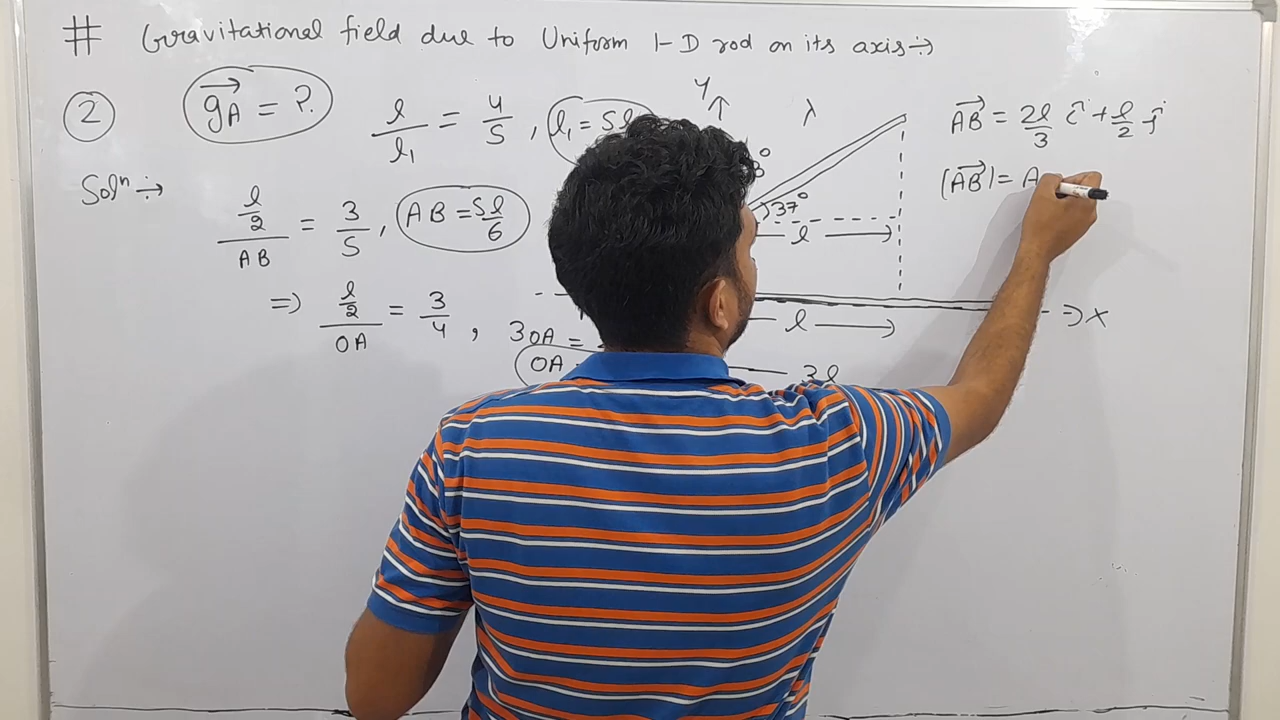 # Gravitational field due to Uniform 1-D rod on its axis :→
② g⃗A = ?
l/l₁ = 4/5 , l₁ = 5l
Solⁿ :→
(l/2)/AB = 3/5 , AB = 5l/6
=> (l/2)/OA = 3/4 , 3OA =
OA
y
λ
37°
l
l
3l
=> x
A⃗B = 2l/3 î + l/2 ĵ
|A⃗B| = A